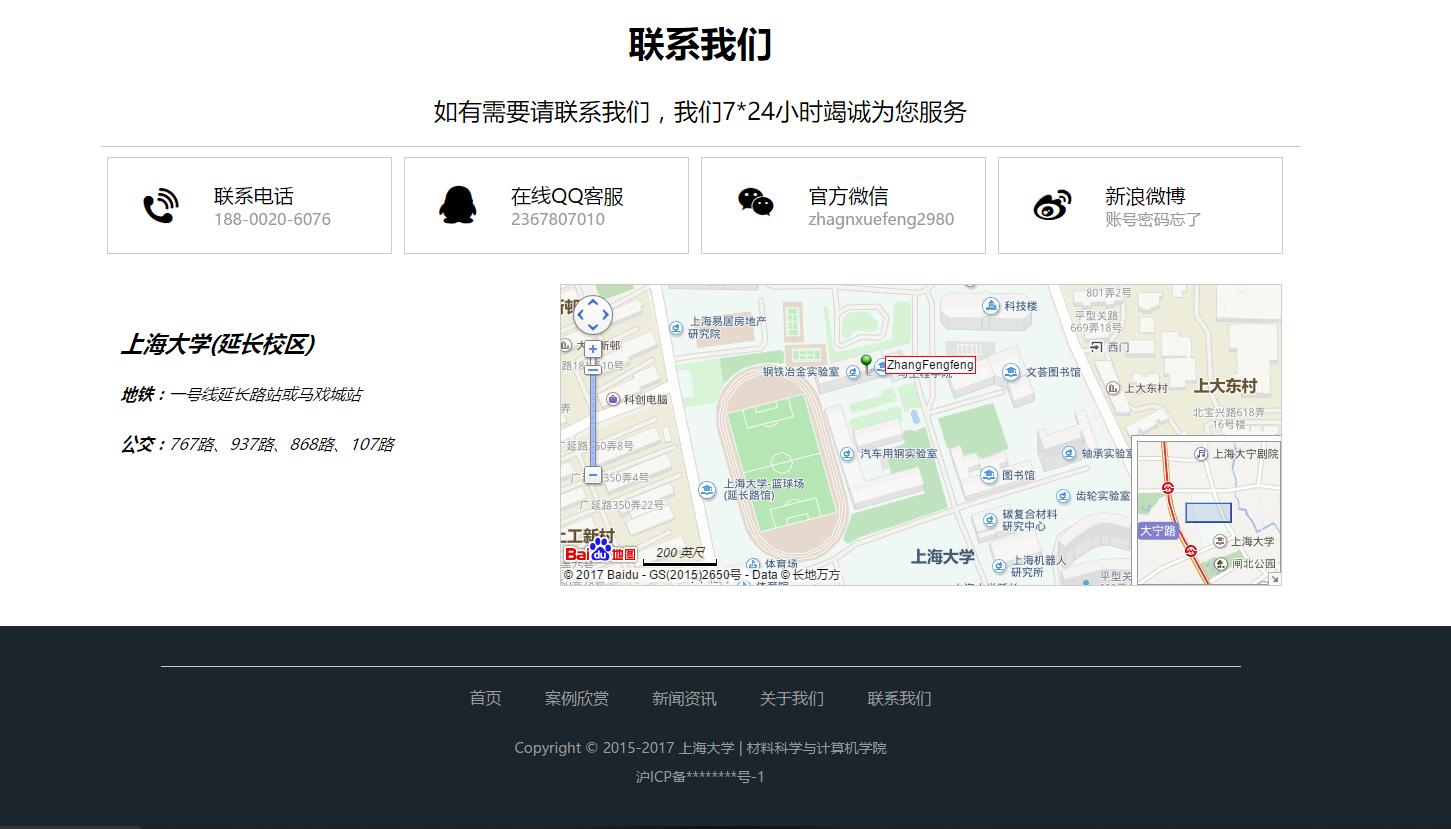 联系我们
如有需要请联系我们，我们7*24小时竭诚为您服务
联系电话
188-0020-6076
在线QQ客服
2367807010
官方微信
zhagnxuefeng2980
新浪微博
账号密码忘了
上海大学(延长校区)
地铁：一号线延长路站或马戏城站
公交：767路、937路、868路、107路
科技楼
801弄2号
平型关路
669弄18号
上海易居房地产
研究院
西门
钢铁冶金实验室
ZhangFengfeng
文荟图书馆
上大东村
上大东村
科创电脑
北宝兴路618弄
16号楼
汽车用钢实验室
轴承实验室
上海大宁剧院
图书馆
上海大学-篮球场
(延长路馆)
350弄4号
齿轮实验室
广延路350弄22号
碳复合材料
研究中心
大宁路
上海大学
工新村
Bai du 地图
200 英尺
上海大学
体育场
上海机器人
研究所
闸北公园
© 2017 Baidu - GS(2015)2650号 - Data © 长地万方
平型关
首页 案例欣赏 新闻资讯 关于我们 联系我们
Copyright © 2015-2017 上海大学 | 材料科学与计算机学院
沪ICP备********号-1